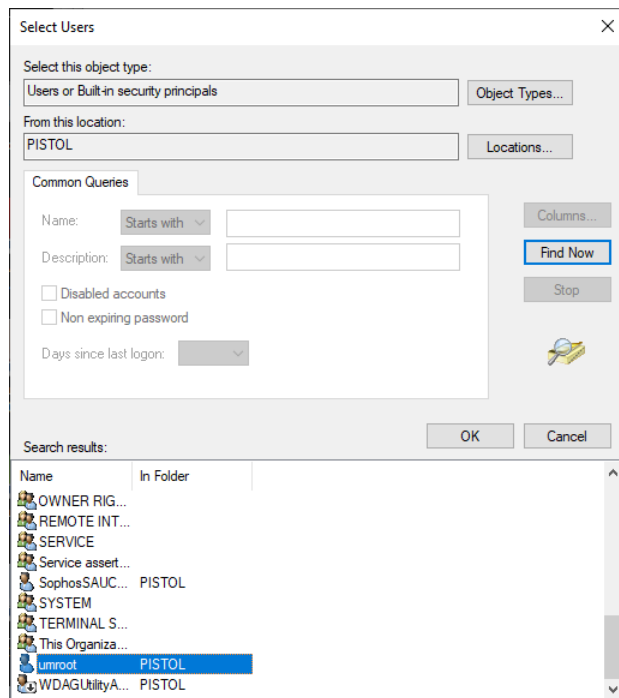 Select Users
Select this object type:
Users or Built-in security principals
Object Types...
From this location:
PISTOL
Locations...
Common Queries
Name:
Starts with
Columns...
Description:
Starts with
Find Now
Disabled accounts
Stop
Non expiring password
Days since last logon:
OK
Cancel
Search results:
Name In Folder
OWNER RIG...
REMOTE INT...
SERVICE
Service assert...
SophosSAUC... PISTOL
SYSTEM
TERMINAL S...
This Organiza...
umroot PISTOL
WDAGUtilityA... PISTOL